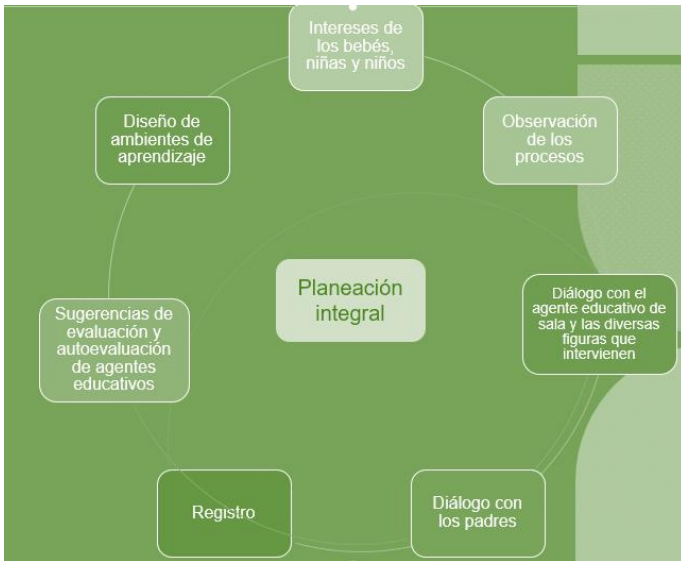 Intereses de
los bebés,
niñas y niños
Observación
de los
procesos
Diálogo con el
agente educativo de
sala y las diversas
figuras que
intervienen
Diálogo con
los padres
Registro
Sugerencias de
evaluación y
autoevaluación
de agentes
educativos
Diseño de
ambientes de
aprendizaje
Planeación
integral